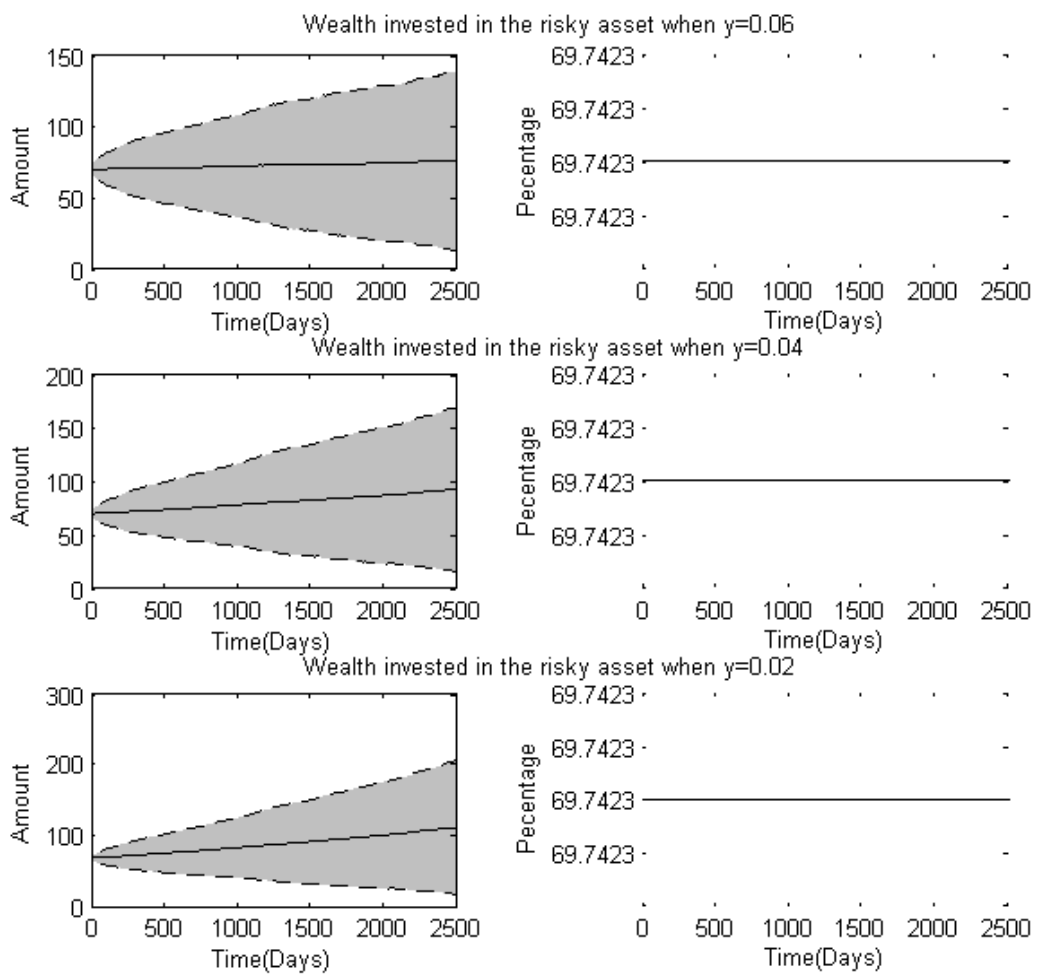 Wealth invested in the risky asset when y=0.06
150
100
50
0
Amount
0 500 1000 1500 2000 2500
Time(Days)
69.7423
69.7423
69.7423
69.7423
Pecentage
0 500 1000 1500 2000 2500
Time(Days)
Wealth invested in the risky asset when y=0.04
200
150
100
50
0
Amount
0 500 1000 1500 2000 2500
Time(Days)
69.7423
69.7423
69.7423
69.7423
Pecentage
0 500 1000 1500 2000 2500
Time(Days)
Wealth invested in the risky asset when y=0.02
300
200
100
0
Amount
0 500 1000 1500 2000 2500
Time(Days)
69.7423
69.7423
69.7423
69.7423
Pecentage
0 500 1000 1500 2000 2500
Time(Days)